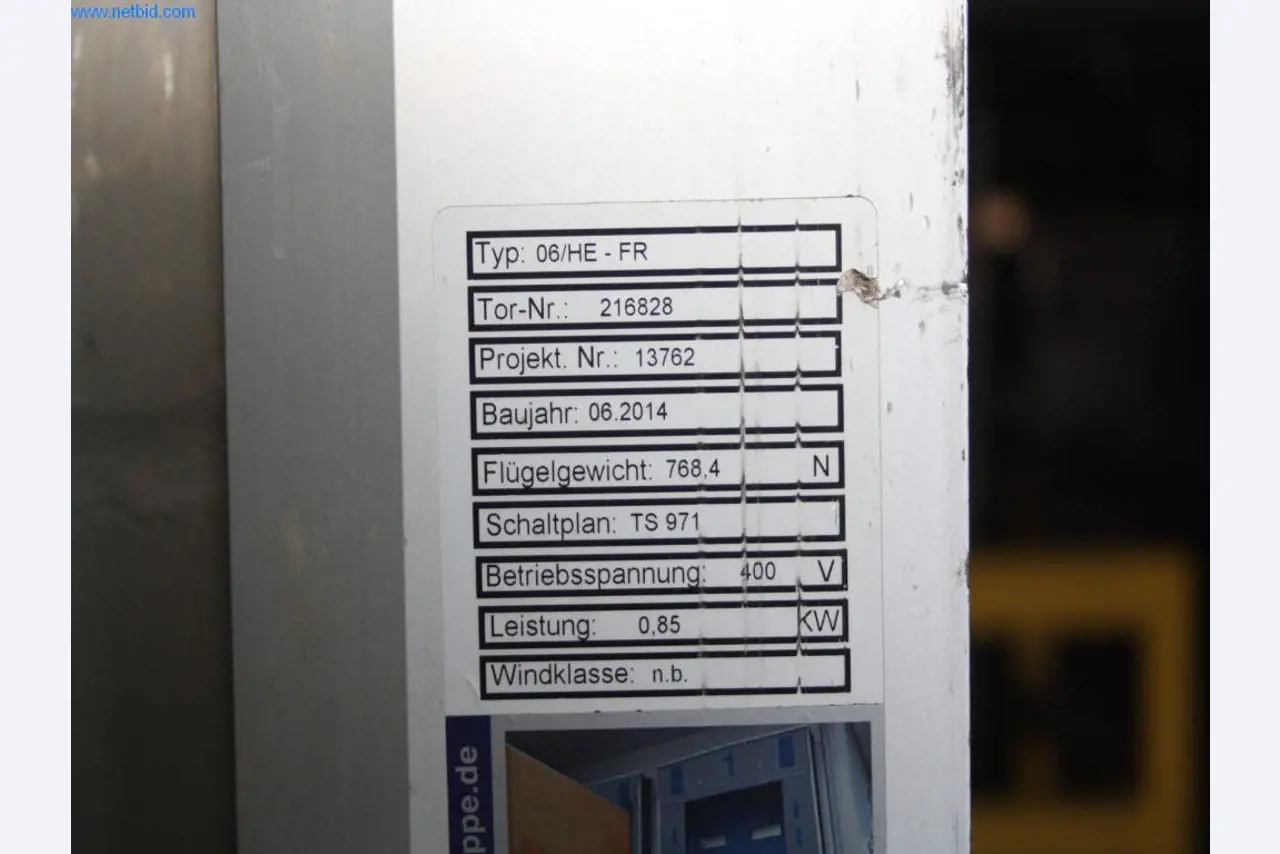 www.netbid.com
Typ: 06/HE - FR
Tor-Nr.: 216828
Projekt. Nr.: 13762
Baujahr: 06.2014
Flügelgewicht: 768,4 N
Schaltplan: TS 971
Betriebsspannung: 400 V
Leistung: 0,85 KW
Windklasse: n.b.
ppe.de